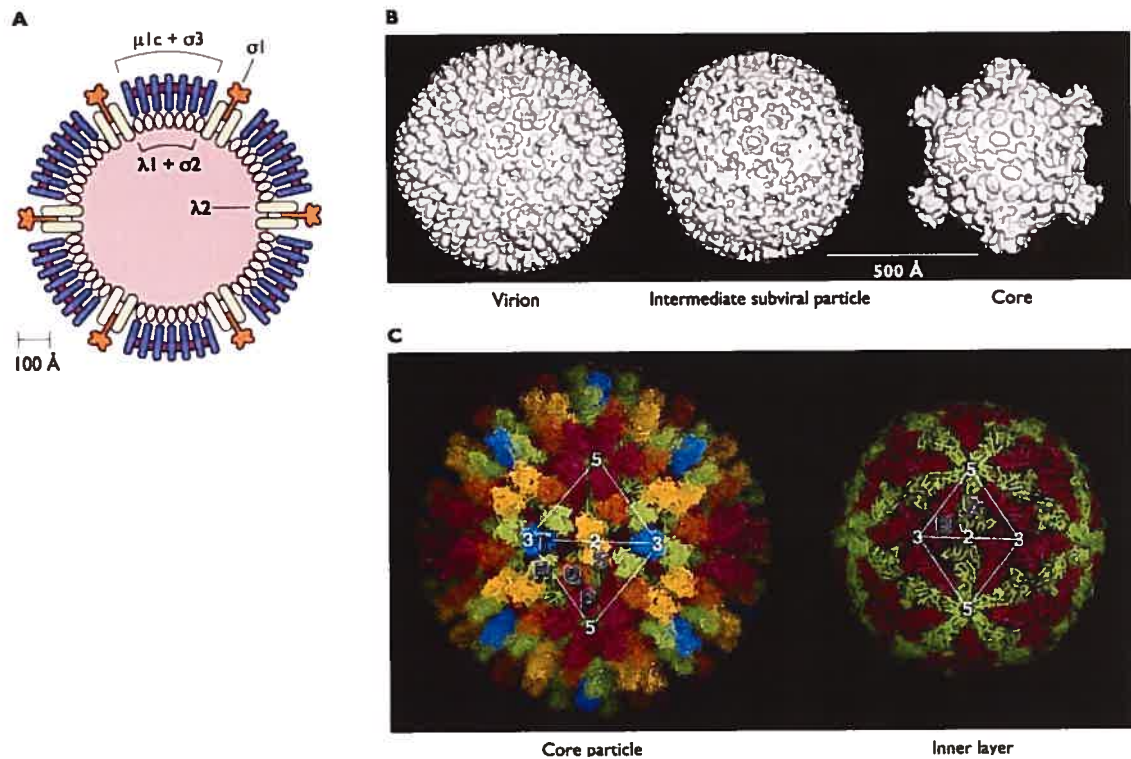 A
μ1c + σ3
σ1
λ1 + σ2
λ2
100 Å
B
500 Å
Virion
Intermediate subviral particle
Core
C
5
3
2
3
5
Core particle
5
3
2
3
5
Inner layer